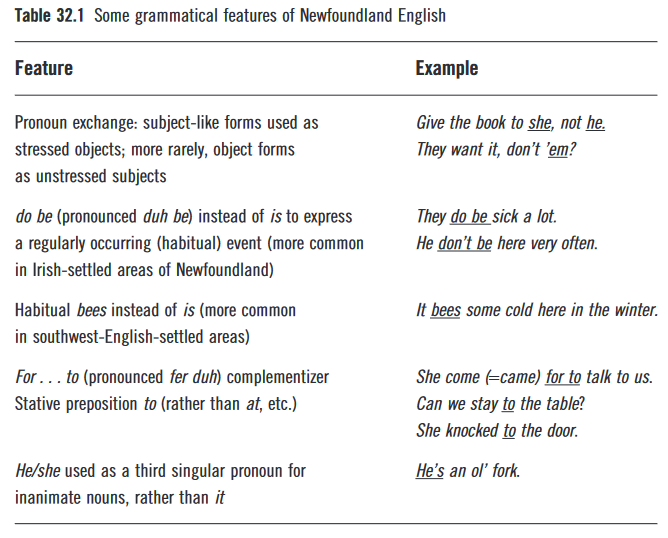 Table 32.1 Some grammatical features of Newfoundland English
Feature Example
Pronoun exchange: subject-like forms used as Give the book to she, not he.
stressed objects; more rarely, object forms They want it, don't ’em?
as unstressed subjects
do be (pronounced duh be) instead of is to express They do be sick a lot.
a regularly occurring (habitual) event (more common He don't be here very often.
in Irish-settled areas of Newfoundland)
Habitual bees instead of is (more common It bees some cold here in the winter.
in southwest-English-settled areas)
For . . . to (pronounced fer duh) complementizer She come (=came) for to talk to us.
Stative preposition to (rather than at, etc.) Can we stay to the table?
She knocked to the door.
He/she used as a third singular pronoun for He's an ol' fork.
inanimate nouns, rather than it